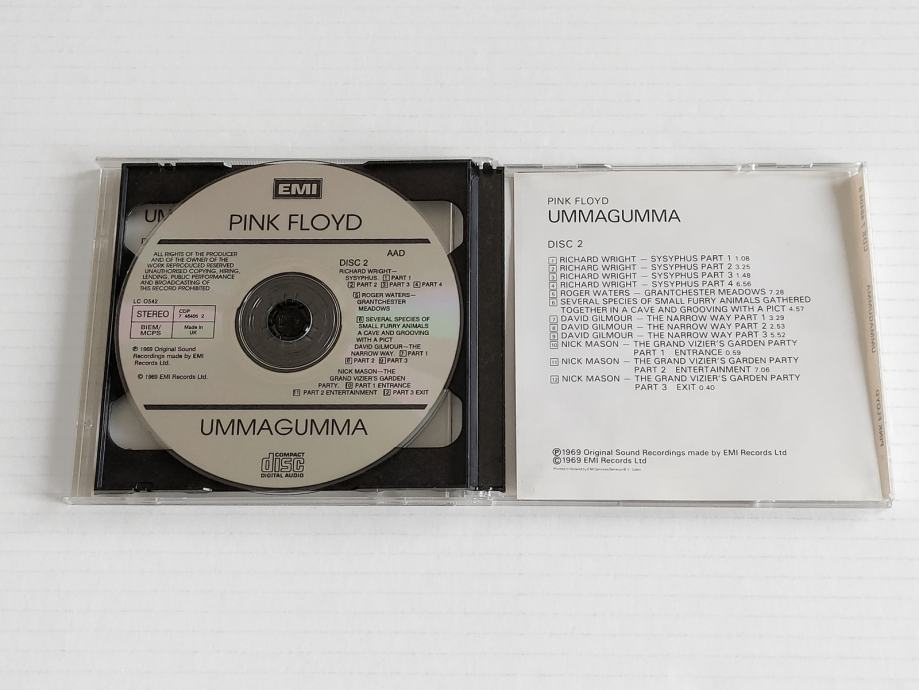 EMI
PINK FLOYD
ALL RIGHTS OF THE PRODUCER
AND OF THE OWNER OF THE
WORK REPRODUCED RESERVED
UNAUTHORISED COPYING, HIRING,
LENDING, PUBLIC PERFORMANCE
AND BROADCASTING OF
THIS RECORD PROHIBITED
LC 0542
STEREO
CDP
7 46405 2
BIEM/
MCPS
Made in
UK
℗ 1969 Original Sound
Recordings made by EMI
Records Ltd.
© 1969 EMI Records Ltd.
AAD
DISC 2
RICHARD WRIGHT—
SYSYPHUS. 1 PART 1
2 PART 2 3 PART 3 4 PART 4
5 ROGER WATERS—
GRANTCHESTER
MEADOWS
6 SEVERAL SPECIES OF
SMALL FURRY ANIMALS
A CAVE AND GROOVING
WITH A PICT
DAVID GILMOUR—THE
NARROW WAY. 7 PART 1
8 PART 2 9 PART 3
NICK MASON—THE
GRAND VIZIER'S GARDEN
PARTY. 10 PART 1 ENTRANCE
11 PART 2 ENTERTAINMENT 12 PART 3 EXIT
UMMAGUMMA
COMPACT
disc
DIGITAL AUDIO
PINK FLOYD
UMMAGUMMA
DISC 2
1 RICHARD WRIGHT — SYSYPHUS PART 1 1.08
2 RICHARD WRIGHT — SYSYPHUS PART 2 3.25
3 RICHARD WRIGHT — SYSYPHUS PART 3 1.48
4 RICHARD WRIGHT — SYSYPHUS PART 4 6.56
5 ROGER WATERS — GRANTCHESTER MEADOWS 7.28
6 SEVERAL SPECIES OF SMALL FURRY ANIMALS GATHERED
TOGETHER IN A CAVE AND GROOVING WITH A PICT 4.57
7 DAVID GILMOUR — THE NARROW WAY PART 1 3.29
8 DAVID GILMOUR — THE NARROW WAY PART 2 2.53
9 DAVID GILMOUR — THE NARROW WAY PART 3 5.52
10 NICK MASON — THE GRAND VIZIER'S GARDEN PARTY
PART 1 ENTRANCE 0.59
11 NICK MASON — THE GRAND VIZIER'S GARDEN PARTY
PART 2 ENTERTAINMENT 7.06
12 NICK MASON — THE GRAND VIZIER'S GARDEN PARTY
PART 3 EXIT 0.40
℗1969 Original Sound Recordings made by EMI Records Ltd
©1969 EMI Records Ltd